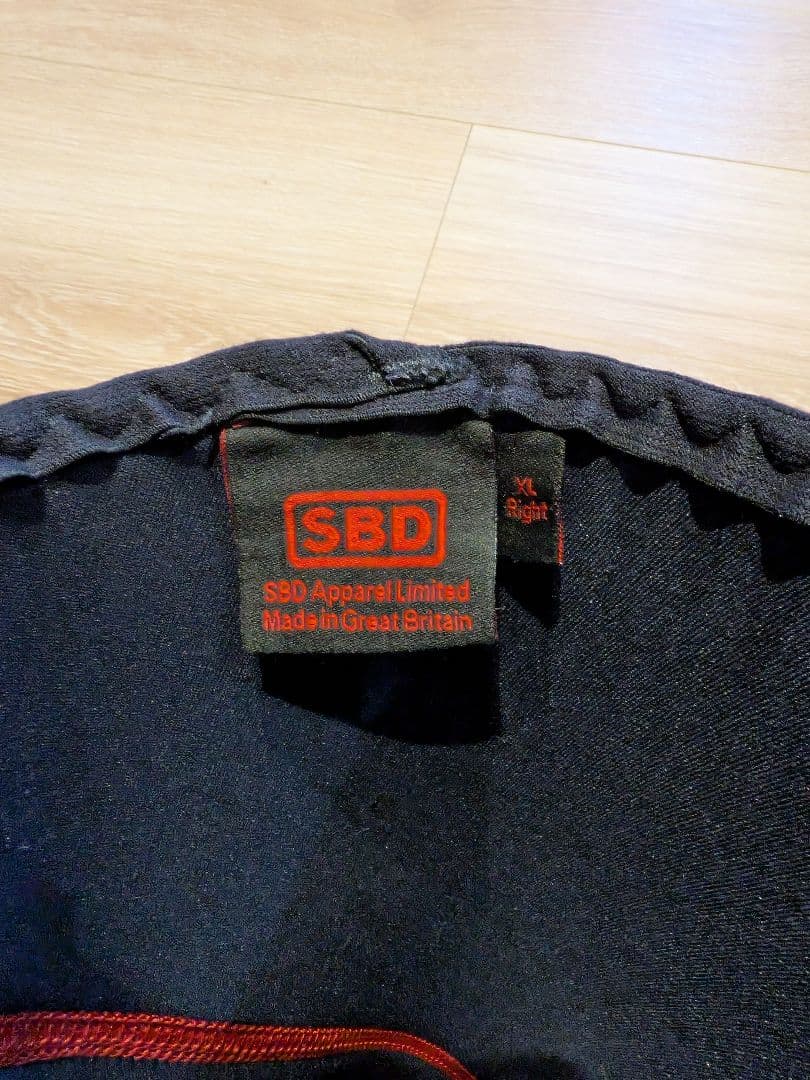 SBD
SBD Apparel Limited
Made in Great Britain
XL
Right